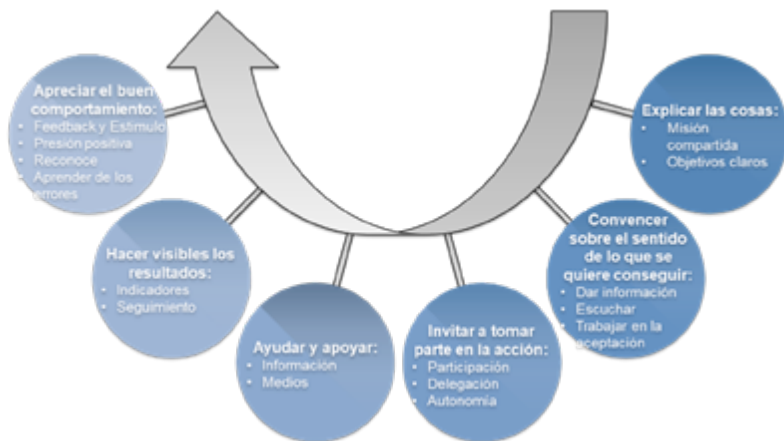 Apreciar el buen
comportamiento:
• Feedback y Estimulo
• Presión positiva
• Reconoce
• Aprender de los
errores
Hacer visibles los
resultados:
• Indicadores
• Seguimiento
Ayudar y apoyar:
• Información
• Medios
Invitar a tomar
parte en la acción:
• Participación
• Delegación
• Autonomía
Convencer
sobre el sentido
de lo que se
quiere conseguir:
• Dar información
• Escuchar
• Trabajar en la
aceptación
Explicar las cosas:
• Misión
compartida
• Objetivos claros